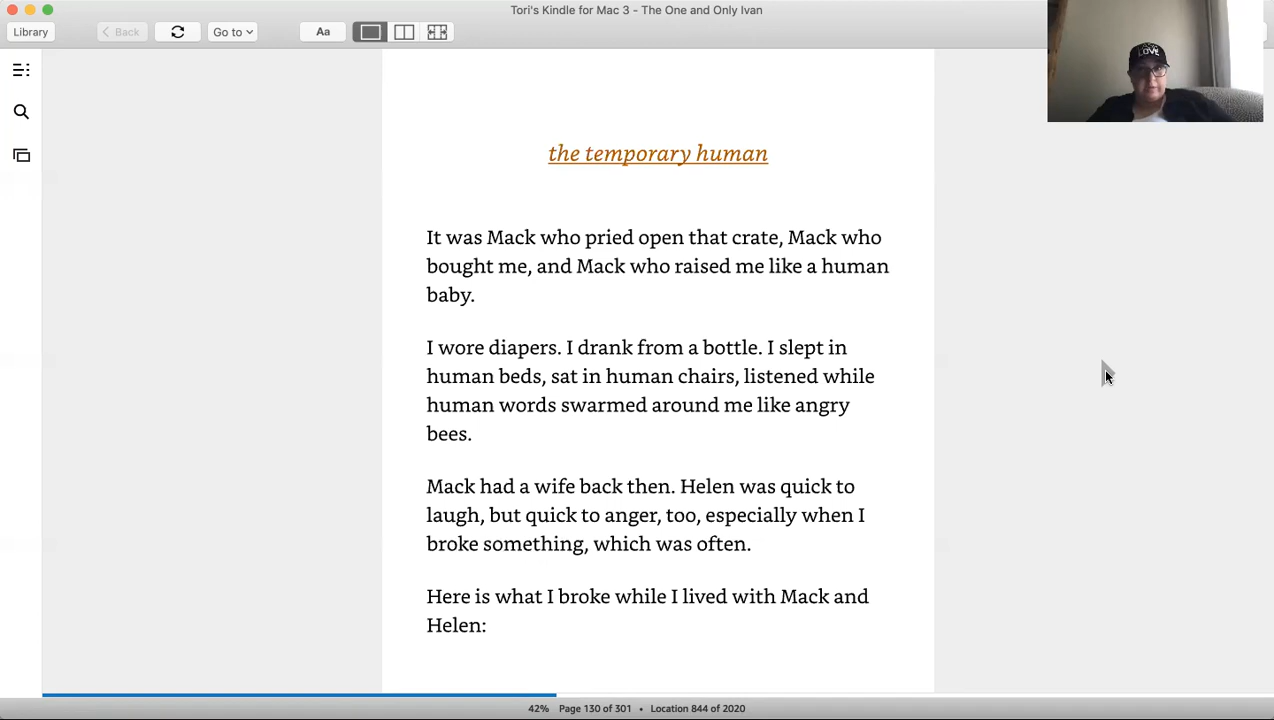 Tori's Kindle for Mac 3 - The One and Only Ivan
Library
Back
Go to
Aa
LOVE
the temporary human
It was Mack who pried open that crate, Mack who
bought me, and Mack who raised me like a human
baby.
I wore diapers. I drank from a bottle. I slept in
human beds, sat in human chairs, listened while
human words swarmed around me like angry
bees.
Mack had a wife back then. Helen was quick to
laugh, but quick to anger, too, especially when I
broke something, which was often.
Here is what I broke while I lived with Mack and
Helen:
42% Page 130 of 301 • Location 844 of 2020